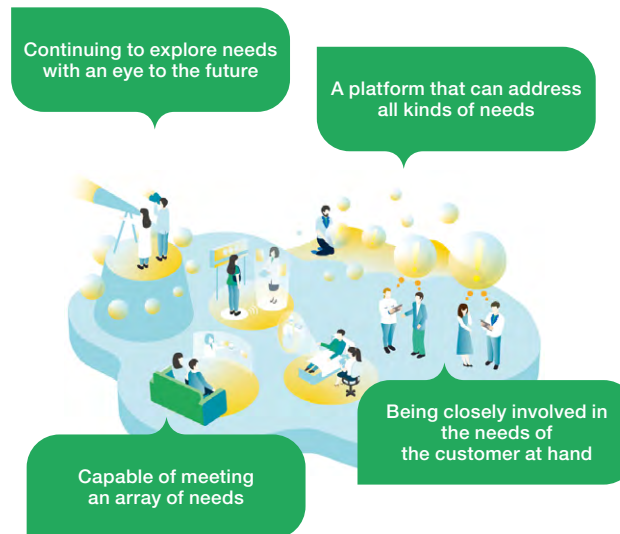 Continuing to explore needs
with an eye to the future
A platform that can address
all kinds of needs
Being closely involved in
the needs of
the customer at hand
Capable of meeting
an array of needs